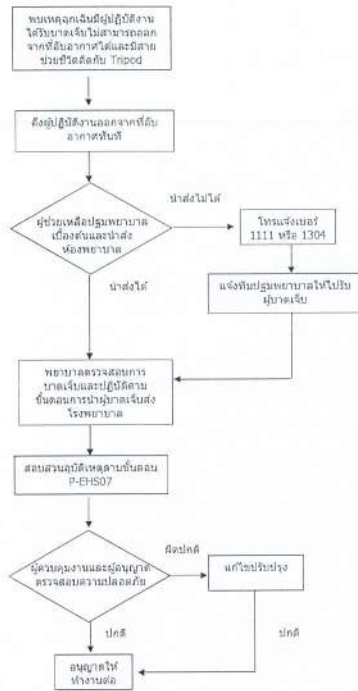 พบเหตุฉุกเฉินมีผู้ปฏิบัติงาน
ได้รับบาดเจ็บไม่สามารถออก
จากที่อับอากาศได้และมีสาย
ช่วยชีวิตติดกับ Tripod
ดึงผู้ปฏิบัติงานออกจากที่อับ
อากาศทันที
ผู้ช่วยเหลือปฐมพยาบาล
เบื้องต้นและนำส่ง
ห้องพยาบาล
นำส่งไม่ได้
โทรแจ้งเบอร์
1111 หรือ 1304
แจ้งทีมปฐมพยาบาลให้ไปรับ
ผู้บาดเจ็บ
นำส่งได้
พยาบาลตรวจสอบการ
บาดเจ็บและปฏิบัติตาม
ขั้นตอนการนำผู้บาดเจ็บส่ง
โรงพยาบาล
สอบสวนอุบัติเหตุตามขั้นตอน
P-EHS07
ผู้ควบคุมงานและผู้อนุญาต
ตรวจสอบความปลอดภัย
ผิดปกติ
แก้ไขปรับปรุง
ปกติ
ปกติ
อนุญาตให้
ทำงานต่อ